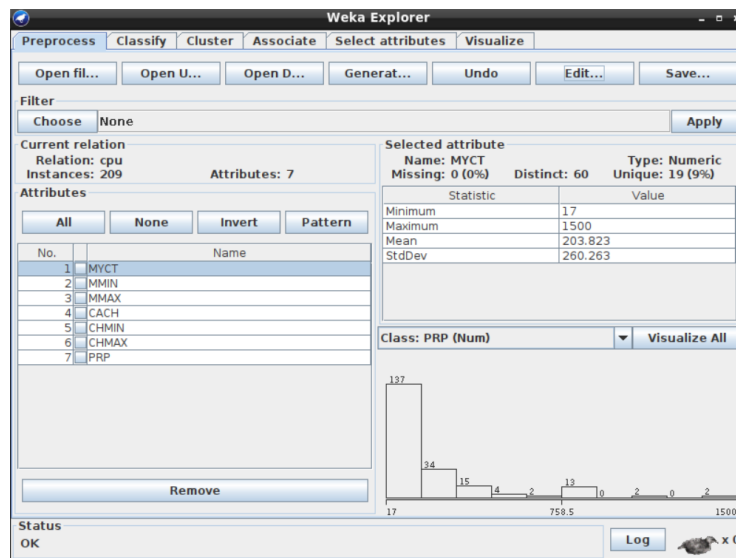 Weka Explorer
Preprocess Classify Cluster Associate Select attributes Visualize
Open fil... Open U... Open D... Generat... Undo Edit... Save...
Filter
Choose None Apply
Current relation
Relation: cpu
Instances: 209 Attributes: 7
Attributes
All None Invert Pattern
No. Name
1 MYCT
2 MMIN
3 MMAX
4 CACH
5 CHMIN
6 CHMAX
7 PRP
Remove
Selected attribute
Name: MYCT Type: Numeric
Missing: 0 (0%) Distinct: 60 Unique: 19 (9%)
Statistic Value
Minimum 17
Maximum 1500
Mean 203.823
StdDev 260.263
Class: PRP (Num) Visualize All
137
34
15
4
2
13
0
2
0
2
17 758.5 1500
Status
OK
Log x 0